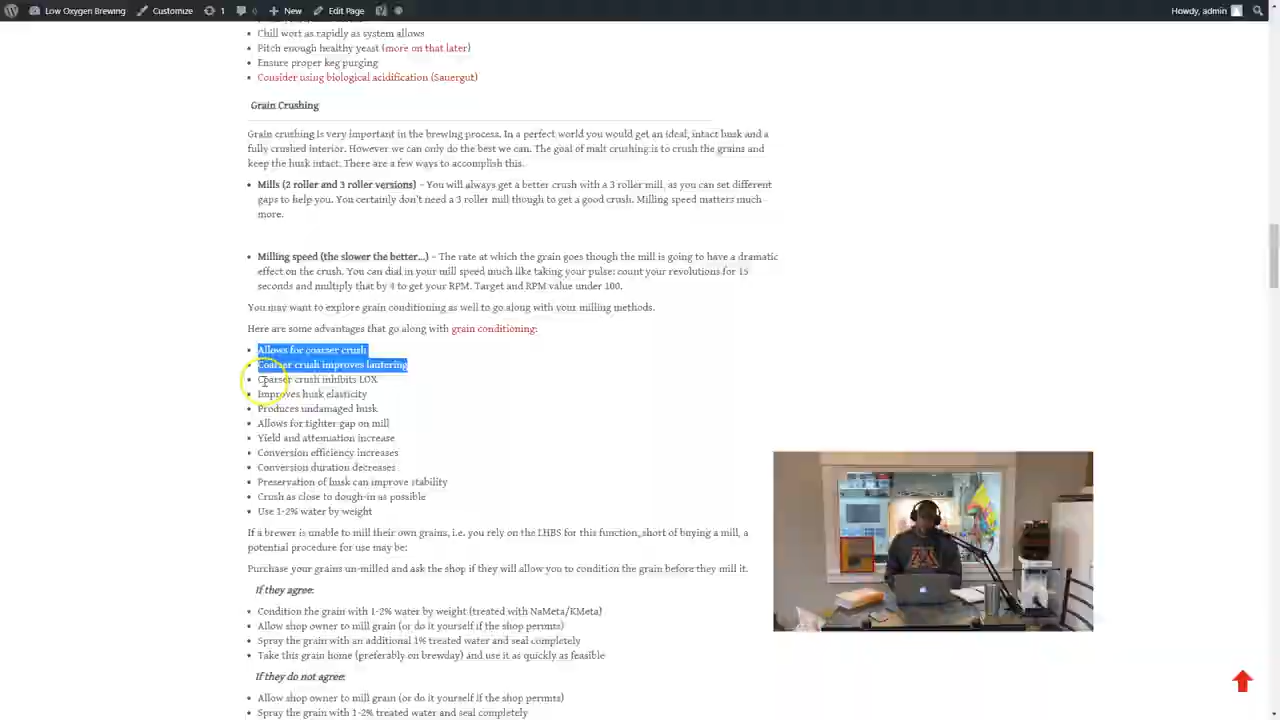 Low Oxygen Brewing Customize 1 0 New Edit Page Howdy, admin
Chill wort as rapidly as system allows
Pitch enough healthy yeast (more on that later)
Ensure proper keg purging
Consider using biological acidification (Sauergut)
Grain Crushing
Grain crushing is very important in the brewing process. In a perfect world you would get an ideal, intact husk and a
fully crushed interior. However we can only do the best we can. The goal of malt crushing is to crush the grains and
keep the husk intact. There are a few ways to accomplish this.
Mills (2 roller and 3 roller versions) – You will always get a better crush with a 3 roller mill, as you can set different
gaps to help you. You certainly don't need a 3 roller mill though to get a good crush. Milling speed matters much
more.
Milling speed (the slower the better...) – The rate at which the grain goes though the mill is going to have a dramatic
effect on the crush. You can dial in your mill speed much like taking your pulse: count your revolutions for 15
seconds and multiply that by 4 to get your RPM. Target and RPM value under 100.
You may want to explore grain conditioning as well to go along with your milling methods.
Here are some advantages that go along with grain conditioning:
Allows for coarser crush
Coarser crush improves lautering
Coarser crush inhibits LOX
Improves husk elasticity
Produces undamaged husk
Allows for tighter gap on mill
Yield and attenuation increase
Conversion efficiency increases
Conversion duration decreases
Preservation of husk can improve stability
Crush as close to dough-in as possible
Use 1-2% water by weight
If a brewer is unable to mill their own grains, i.e. you rely on the LHBS for this function, short of buying a mill, a
potential procedure for use may be:
Purchase your grains un-milled and ask the shop if they will allow you to condition the grain before they mill it.
If they agree:
Condition the grain with 1-2% water by weight (treated with NaMeta/KMeta)
Allow shop owner to mill grain (or do it yourself if the shop permits)
Spray the grain with an additional 1% treated water and seal completely
Take this grain home (preferably on brewday) and use it as quickly as feasible
If they do not agree:
Allow shop owner to mill grain (or do it yourself if the shop permits)
Spray the grain with 1-2% treated water and seal completely